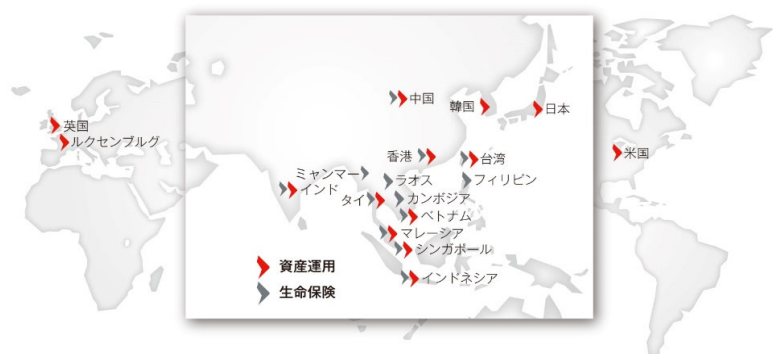 中国
韓国
日本
英国
ルクセンブルグ
米国
香港
台湾
ミャンマー
ラオス
フィリピン
インド
タイ
カンボジア
ベトナム
マレーシア
シンガポール
インドネシア
資産運用
生命保険